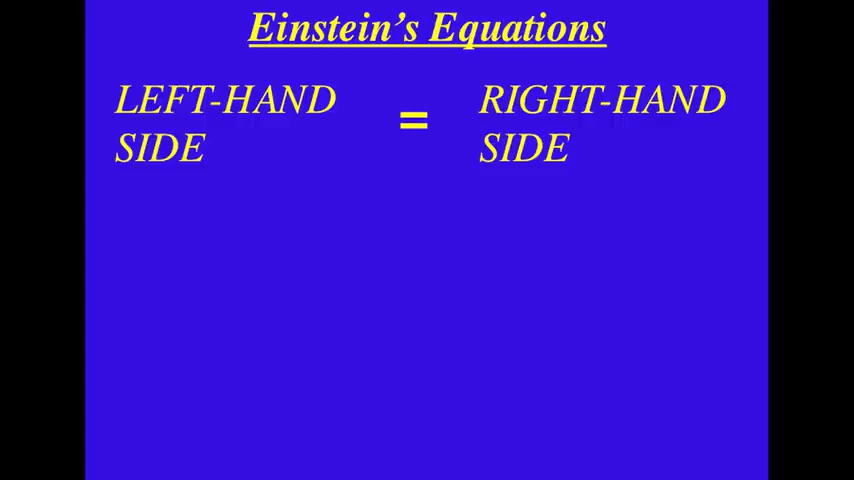 Einstein’s Equations
LEFT-HAND SIDE = RIGHT-HAND SIDE